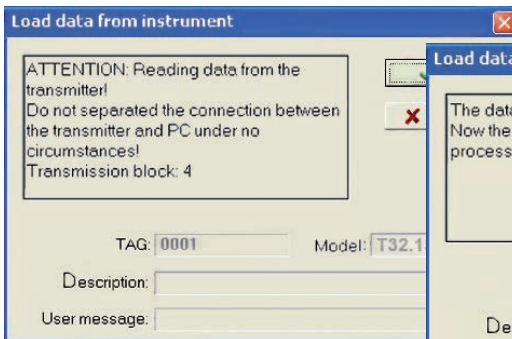 Load data from instrument
ATTENTION: Reading data from the
transmitter!
Do not separated the connection between
the transmitter and PC under no
circumstances!
Transmission block: 4
TAG: 0001
Model: T32.1
Description:
User message:
Load data
The data
Now the
process
De